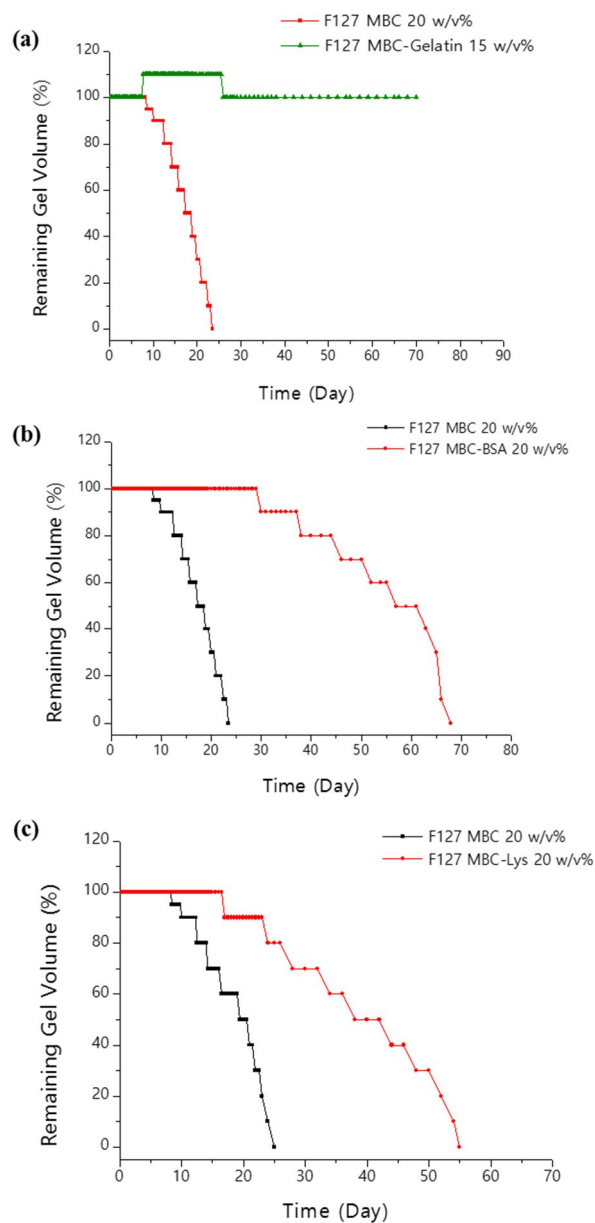 (a)
F127 MBC 20 w/v%
F127 MBC-Gelatin 15 w/v%
Remaining Gel Volume (%)
120
100
80
60
40
20
0
0 10 20 30 40 50 60 70 80 90
Time (Day)
(b)
F127 MBC 20 w/v%
F127 MBC-BSA 20 w/v%
Remaining Gel Volume (%)
120
100
80
60
40
20
0
0 10 20 30 40 50 60 70 80
Time (Day)
(c)
F127 MBC 20 w/v%
F127 MBC-Lys 20 w/v%
Remaining Gel Volume (%)
120
100
80
60
40
20
0
0 10 20 30 40 50 60 70
Time (Day)